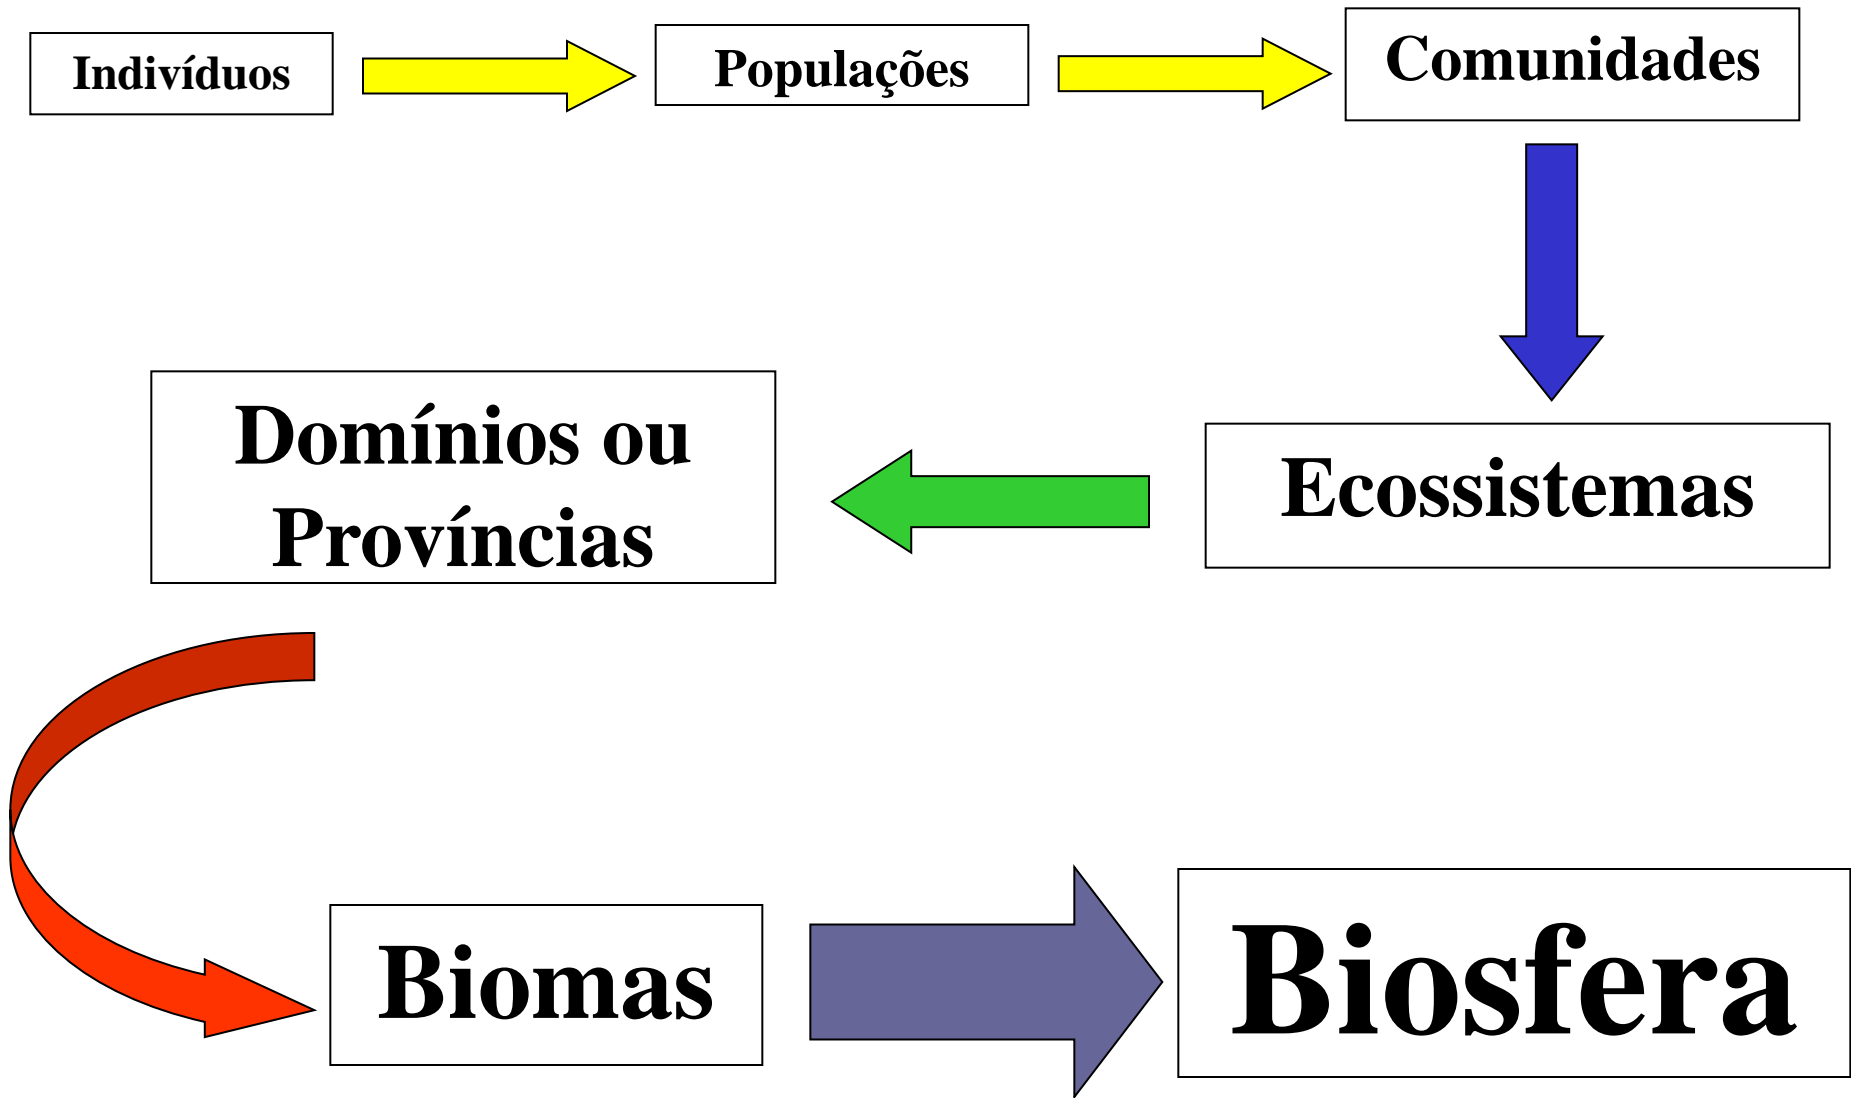 Indivíduos
Populações
Comunidades
Ecossistemas
Domínios ou
Províncias
Biomas
Biosfera